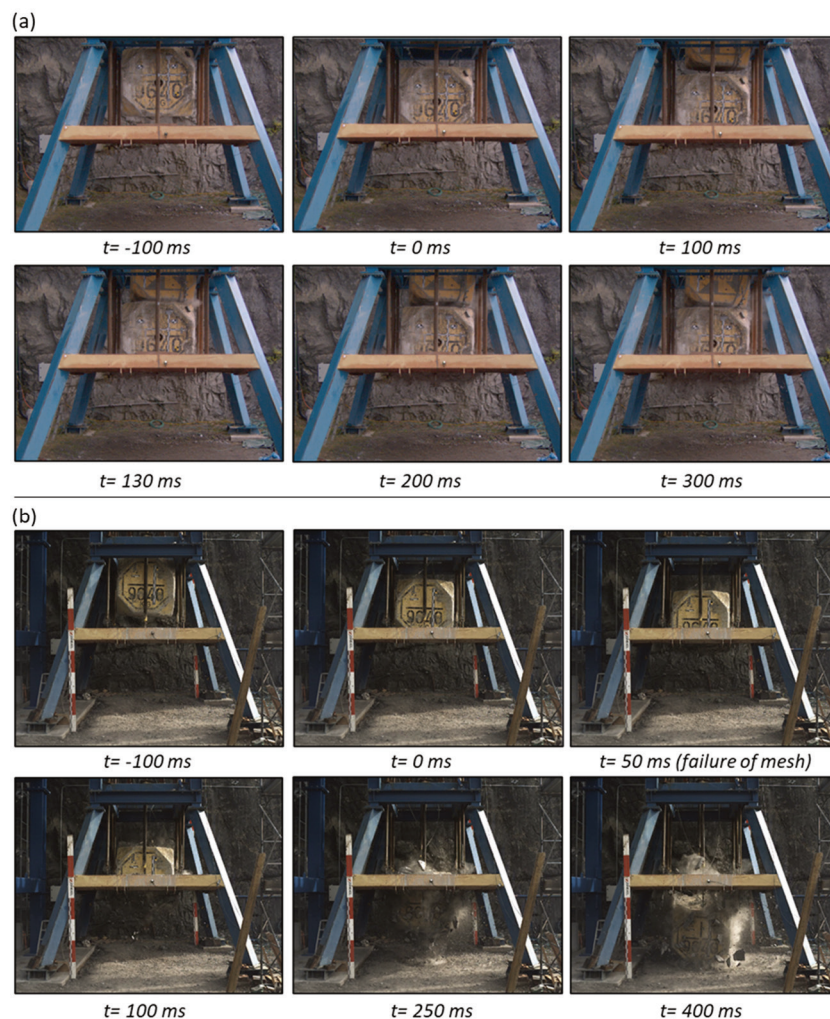 (a)
t= -100 ms
t= 0 ms
t= 100 ms
t= 130 ms
t= 200 ms
t= 300 ms
(b)
9040
9040
t= -100 ms
t= 0 ms
t= 50 ms (failure of mesh)
t= 100 ms
t= 250 ms
t= 400 ms